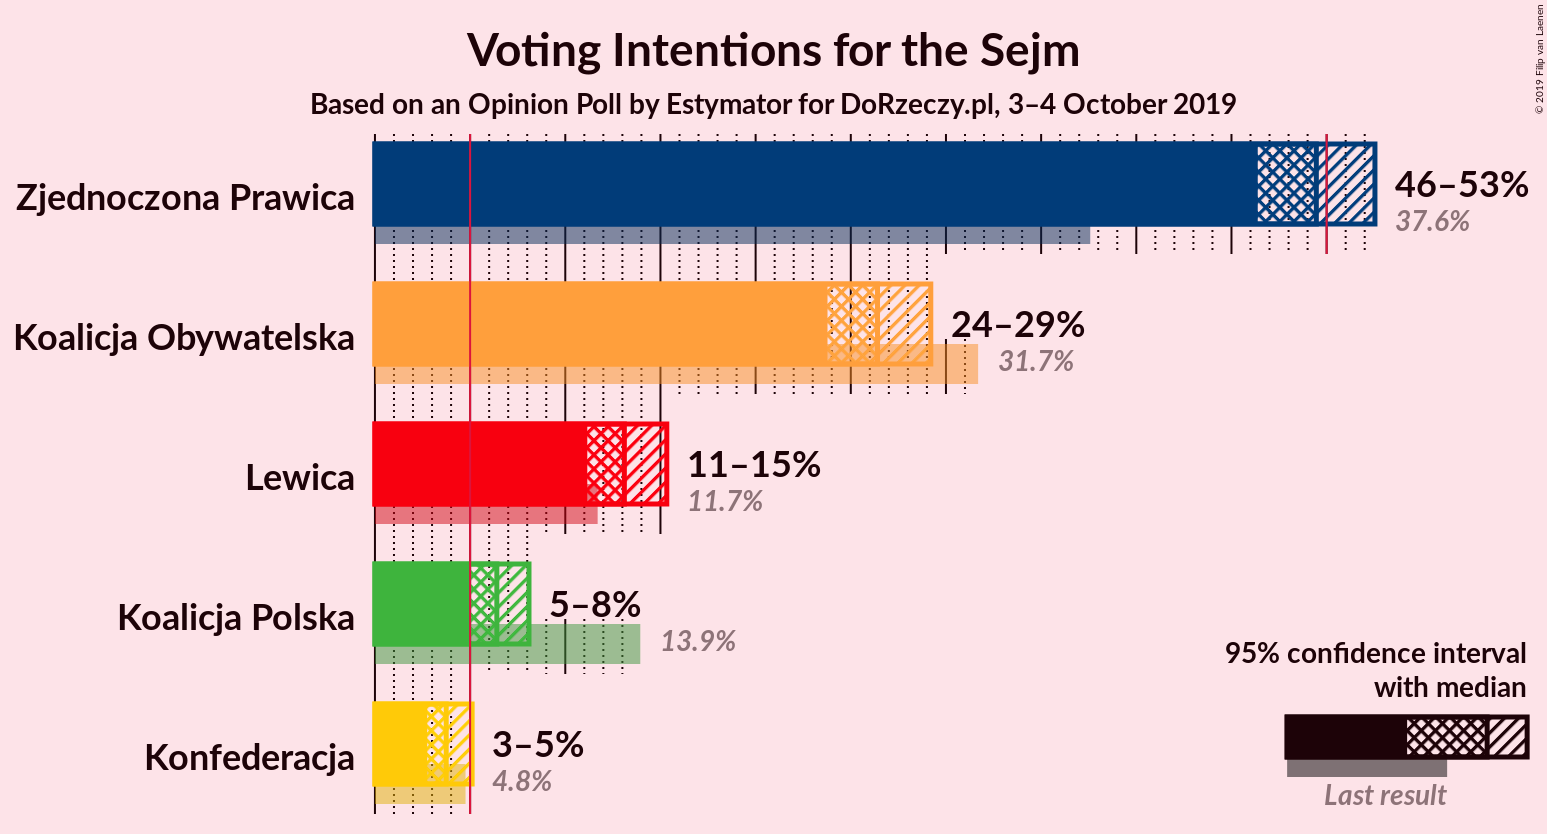 Voting Intentions for the Sejm
Based on an Opinion Poll by Estymator for DoRzeczy.pl, 3–4 October 2019
© 2019 Filip van Laenen
Zjednoczona Prawica
46–53%
37.6%
Koalicja Obywatelska
24–29%
31.7%
Lewica
11–15%
11.7%
Koalicja Polska
5–8%
13.9%
Konfederacja
3–5%
4.8%
95% confidence interval
with median
Last result